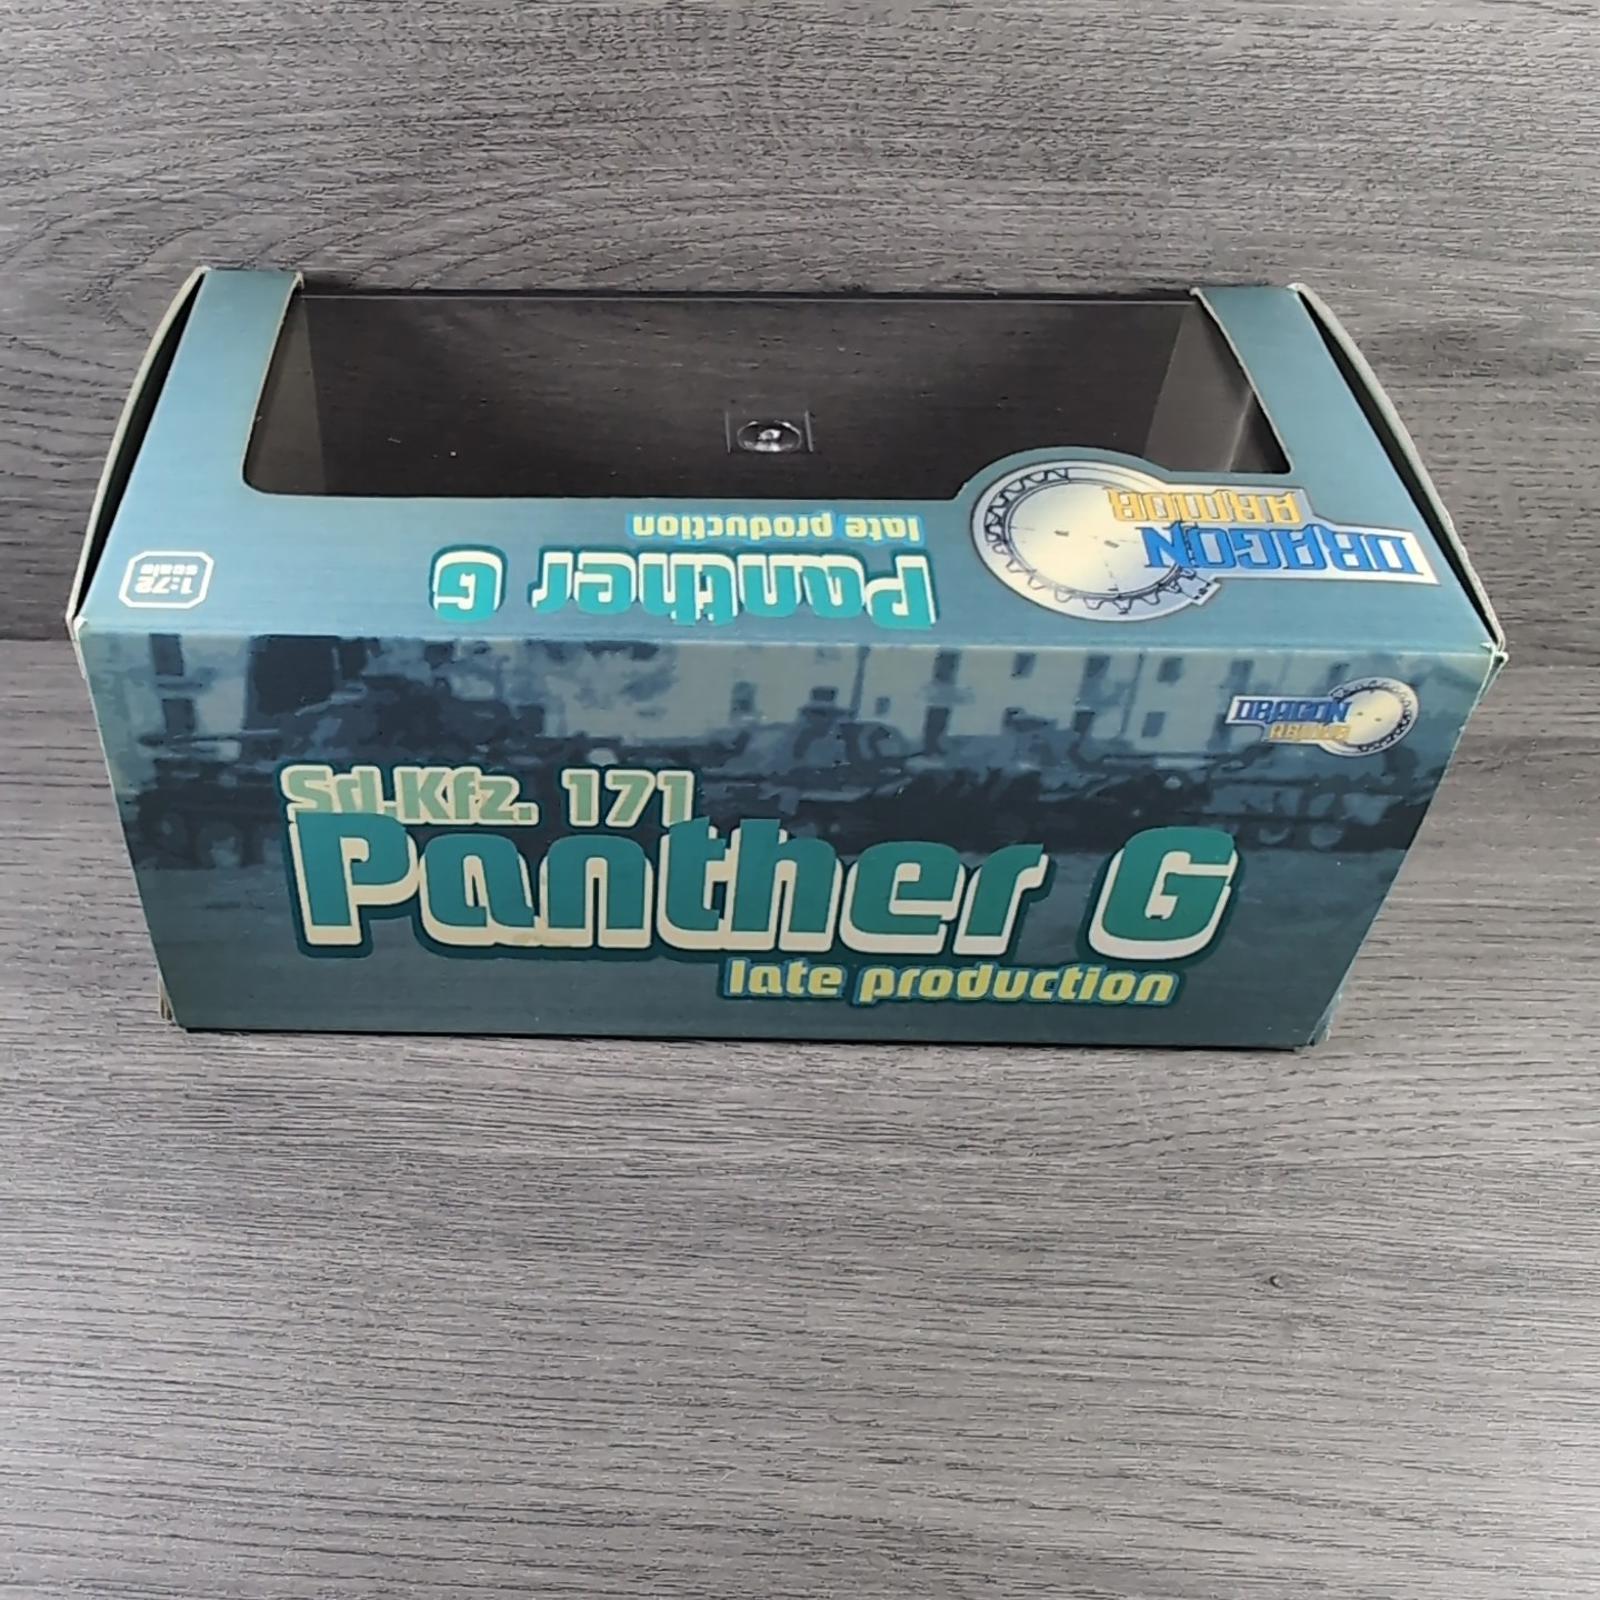 DRAGON
ARMOR
Panther G
late production
1:72
scale
DRAGON
ARMOR
Sd.Kfz. 171
Panther G
late production